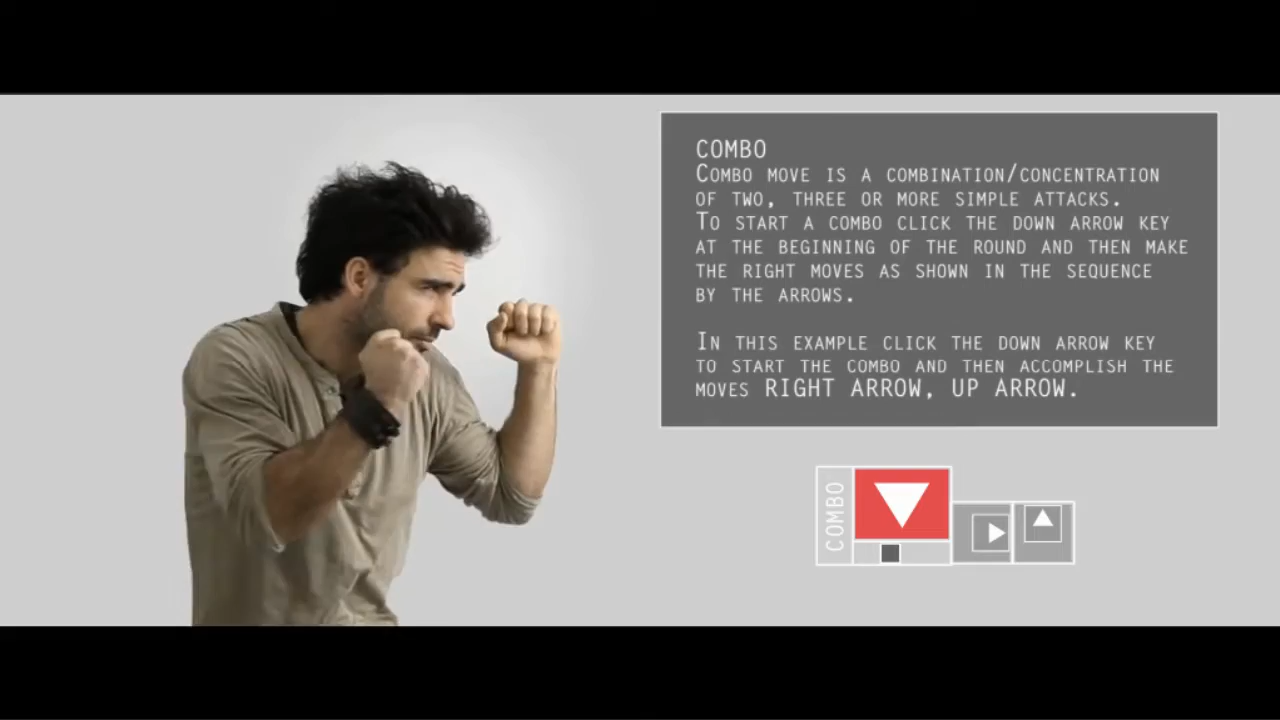 COMBO
COMBO MOVE IS A COMBINATION/CONCENTRATION
OF TWO, THREE OR MORE SIMPLE ATTACKS.
TO START A COMBO CLICK THE DOWN ARROW KEY
AT THE BEGINNING OF THE ROUND AND THEN MAKE
THE RIGHT MOVES AS SHOWN IN THE SEQUENCE
BY THE ARROWS.
IN THIS EXAMPLE CLICK THE DOWN ARROW KEY
TO START THE COMBO AND THEN ACCOMPLISH THE
MOVES RIGHT ARROW, UP ARROW.
COMBO